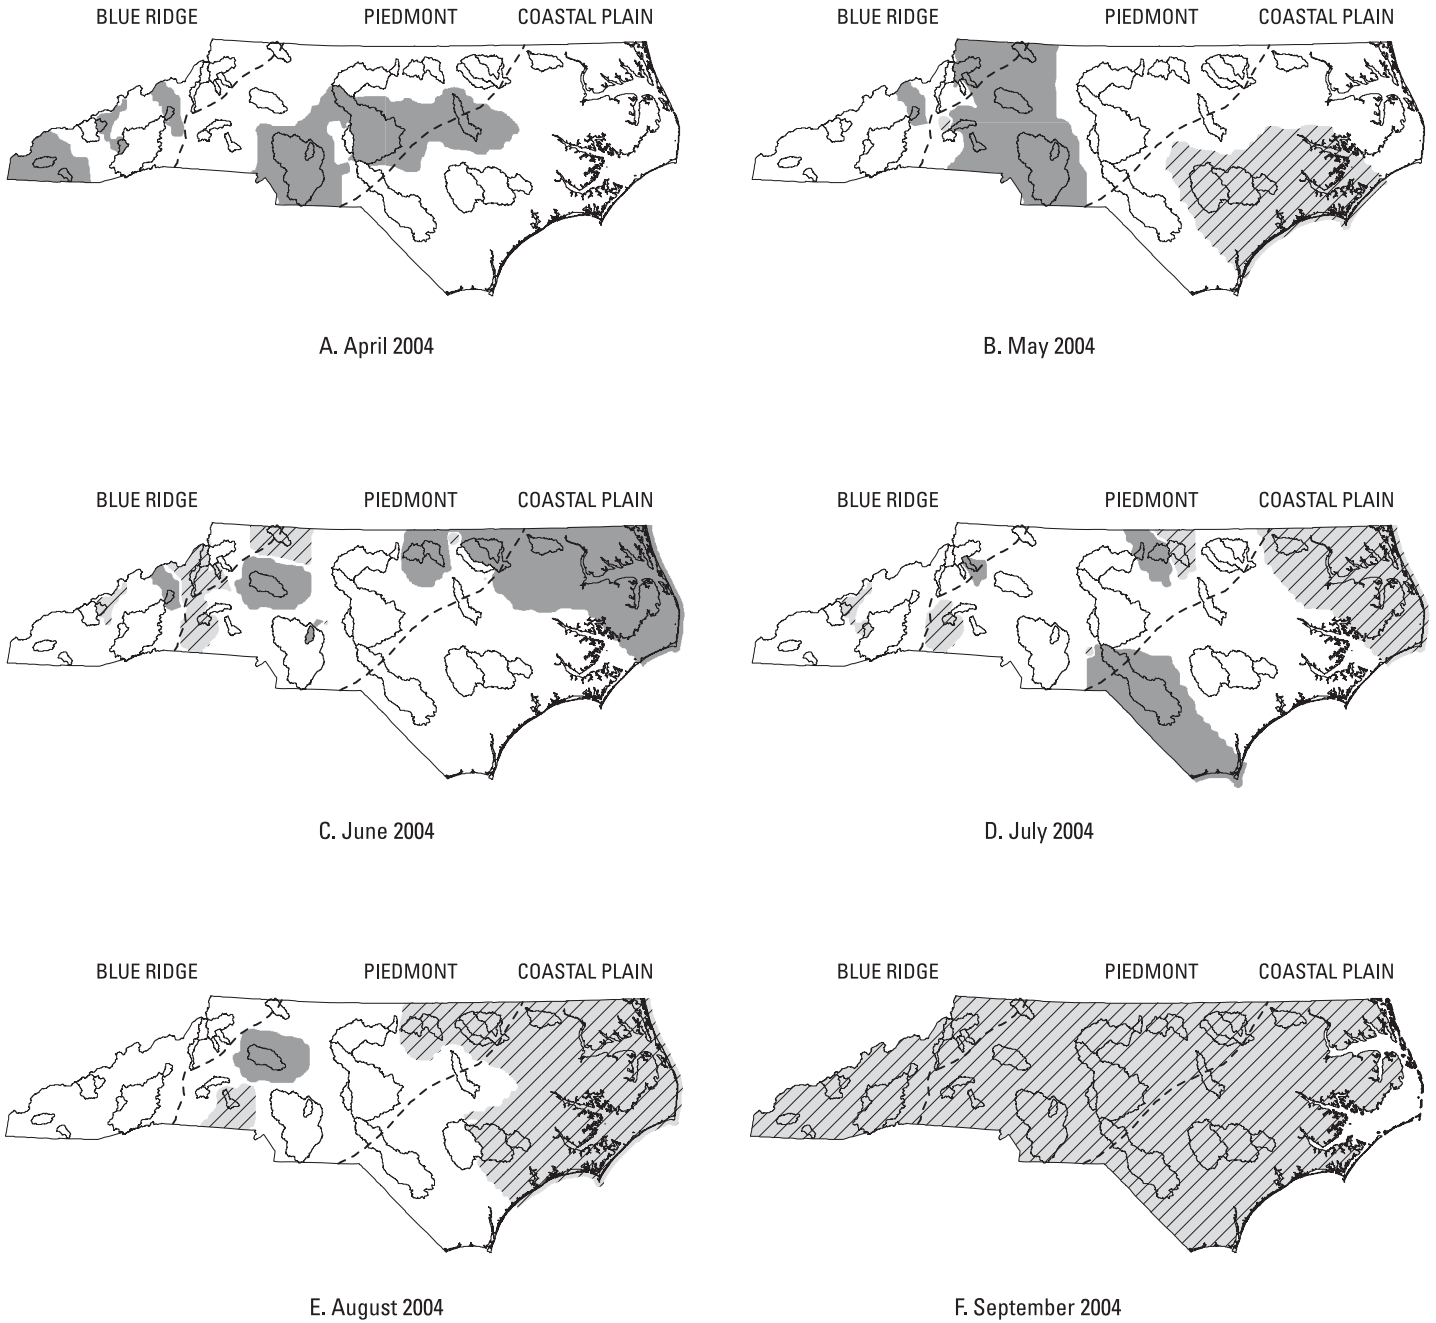 BLUE RIDGE PIEDMONT COASTAL PLAIN
BLUE RIDGE PIEDMONT COASTAL PLAIN
A. April 2004
B. May 2004
BLUE RIDGE PIEDMONT COASTAL PLAIN
BLUE RIDGE PIEDMONT COASTAL PLAIN
C. June 2004
D. July 2004
BLUE RIDGE PIEDMONT COASTAL PLAIN
BLUE RIDGE PIEDMONT COASTAL PLAIN
E. August 2004
F. September 2004